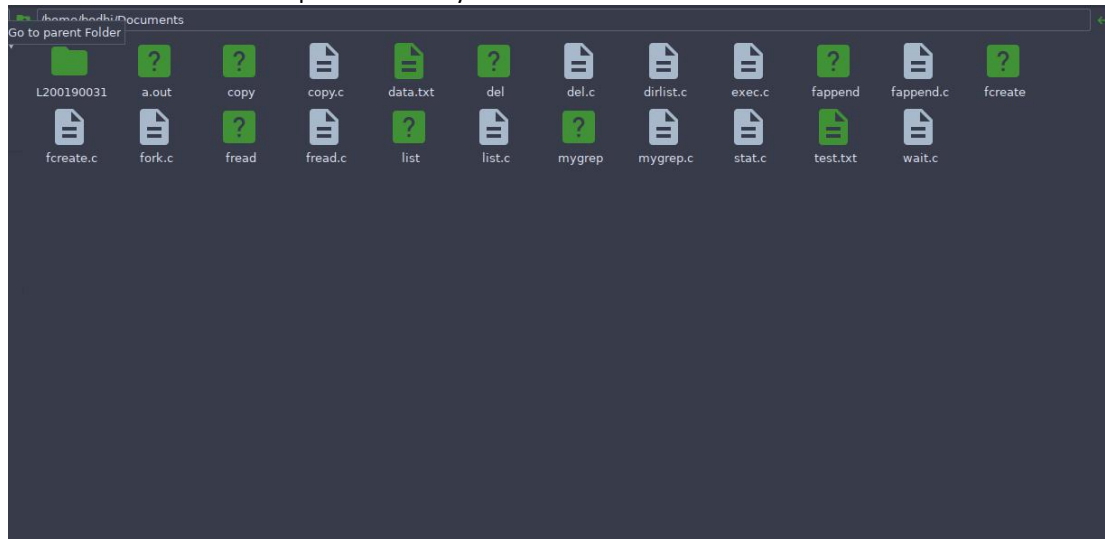 /home/bodhi/Documents
Go to parent Folder
L200190031 a.out copy copy.c data.txt del del.c dirlist.c exec.c fappend fappend.c fcreate
fcreate.c fork.c fread fread.c list list.c mygrep mygrep.c stat.c test.txt wait.c